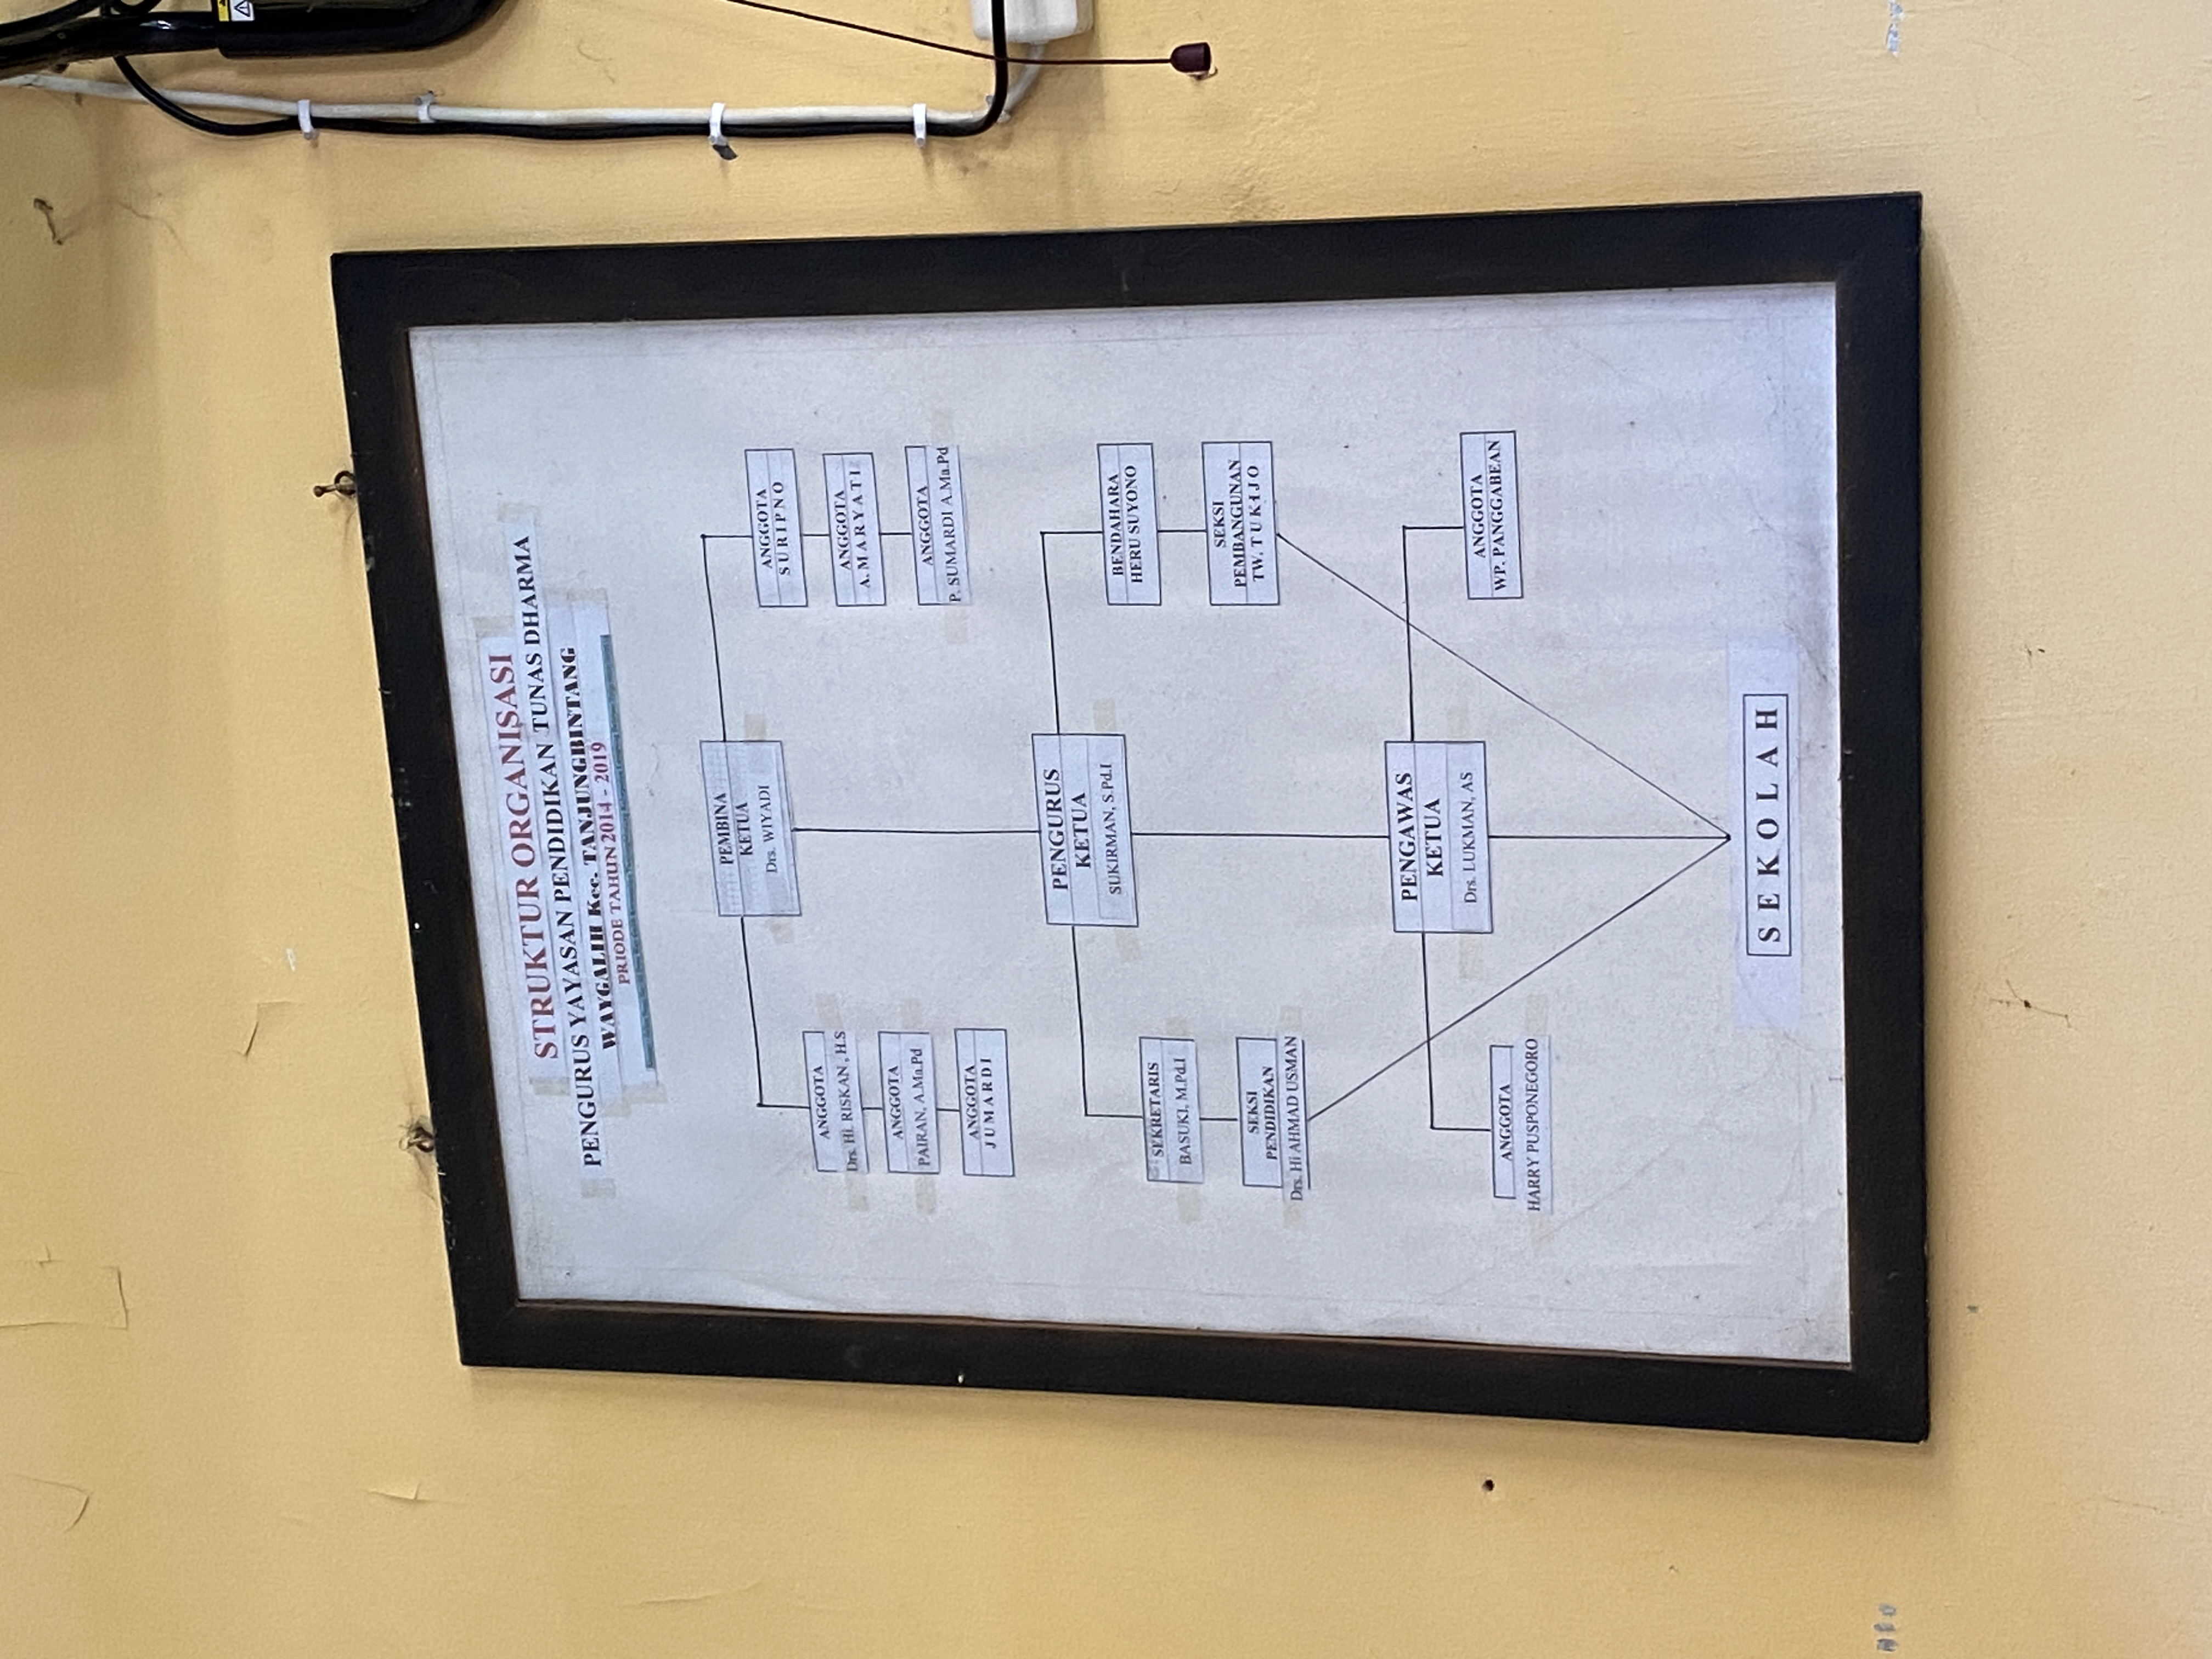 STRUKTUR ORGANISASI
PENGURUS YAYASAN PENDIDIKAN TUNAS DHARMA
WAYGALIH Kec. TANJUNGBINTANG
PRIODE TAHUN 2014 - 2019
PEMBINA
KETUA
Drs. WIYADI
ANGGOTA
Drs. Hi. RISKAN , H.S
ANGGOTA
PAIRAN, A.Ma.Pd
ANGGOTA
JUMARDI
ANGGOTA
SURIPNO
ANGGOTA
A. MARYATI
ANGGOTA
P. SUMARDI A.Ma.Pd
PENGURUS
KETUA
SUKIRMAN, S.Pd.I
SEKRETARIS
BASUKI, M.Pd.I
SEKSI
PENDIDIKAN
Drs. Hi AHMAD USMAN
BENDAHARA
HERU SUYONO
SEKSI
PEMBANGUNAN
TW. TUKIJO
PENGAWAS
KETUA
Drs. LUKMAN, AS
ANGGOTA
HARRY PUSPONEGORO
ANGGOTA
WP. PANGGABEAN
SEKOLAH